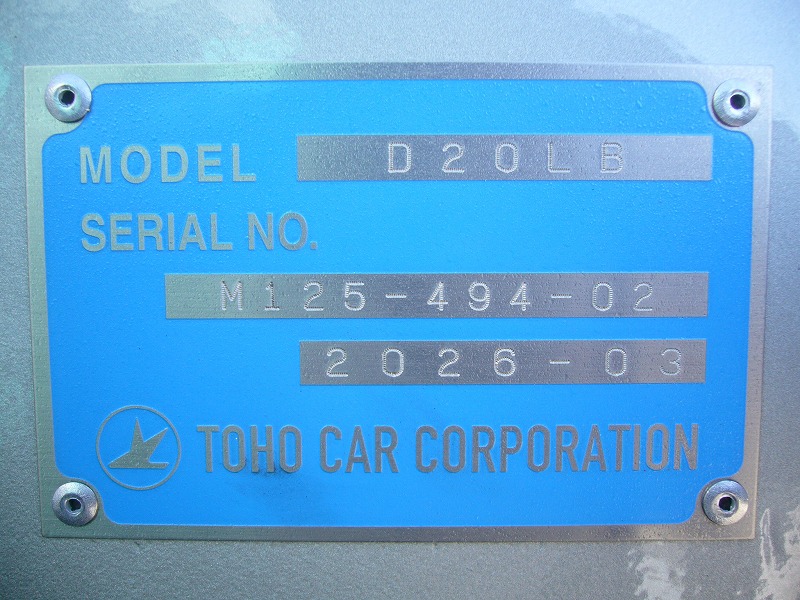 MODEL D20LB
SERIAL NO.
M125-494-02
2026-03
TOHO CAR CORPORATION